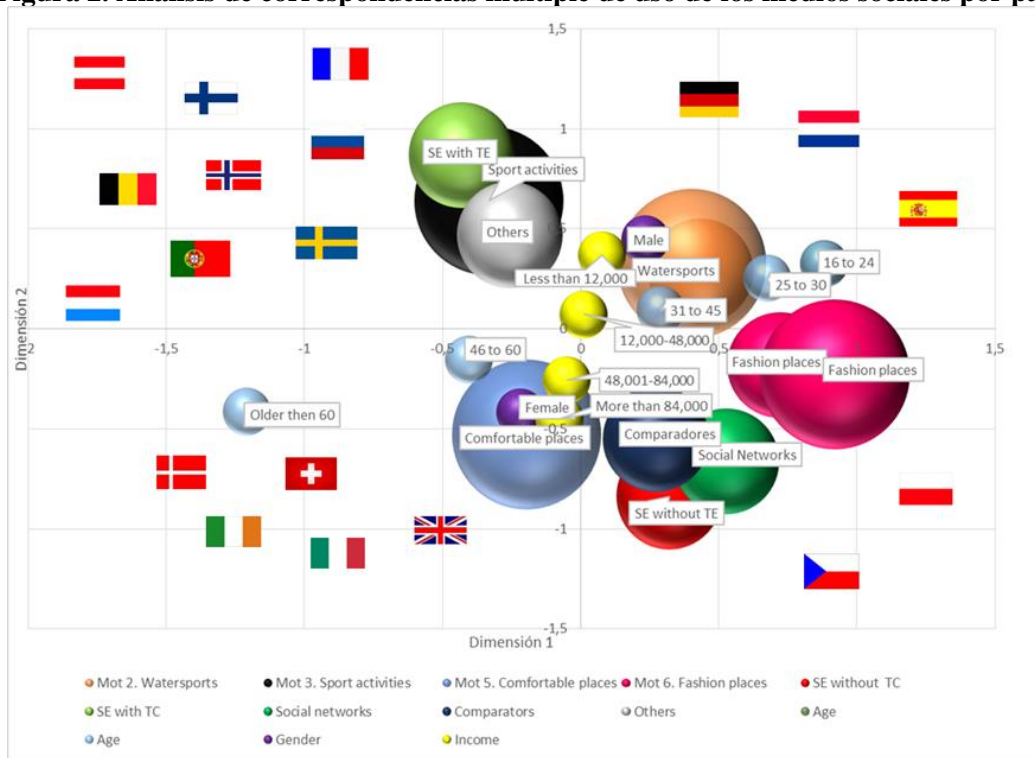 Figura 2. Análisis de correspondencias múltiple de uso de los medios sociales por
1,5
1
SE with TE
Sport activities
Others
0,5
Male
Less than 12,000
Watersports
16 to 24
25 to 30
31 to 45
Dimensión 2
0
12,000-48,000
-2
-1,5
-1
-0,5
0
0,5
1
1,5
46 to 60
Fashion places
Fashion places
48,001-84,000
Older then 60
Female
More than 84,000
-0,5
Comfortable places
Comparadores
Social Networks
SE without TE
-1
-1,5
Dimensión 1
Mot 2. Watersports
Mot 3. Sport activities
Mot 5. Comfortable places
Mot 6. Fashion places
SE without TC
SE with TC
Social networks
Comparators
Others
Age
Age
Gender
Income